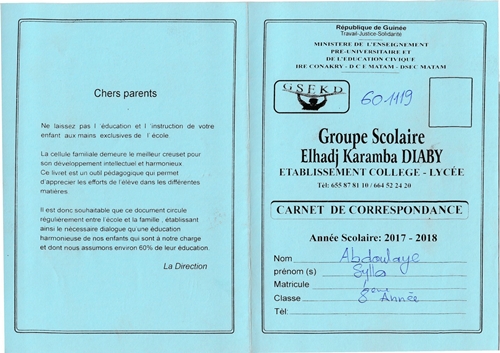 Chers parents
Ne laissez pas l 'éducation et l 'instruction de votre
enfant aux mains exclusives de l 'école
La cellule familiale demeure le meilleur creuset pour
son développement intellectuel et harmonieux
Ce livret est un outil pédagogique qui permet
d'apprécier les efforts de l'élève dans les différentes
matières.
Il est donc souhaitable que ce document circule
régulièrement entre l'école et la famille , établissant
ainsi le nécessaire dialogue qu'une éducation
harmonieuse de nos enfants qui sont à notre charge
et dont nous assumons environ 60% de leur éducation.
La Direction
République de Guinée
Travail-Justice-Solidarité
MINISTERE DE L'ENSEIGNEMENT
PRE-UNIVERSITAIRE ET
DE L'EDUCATION CIVIQUE
IRE CONAKRY - D C E MATAM - DSEC MATAM
GSEKD
601119
Groupe Scolaire
Elhadj Karamba DIABY
ETABLISSEMENT COLLEGE - LYCÉE
Tél: 655 87 81 10 / 664 52 24 20
CARNET DE CORRESPONDANCE
Année Scolaire: 2017 - 2018
Nom Abdoulaye
prénom (s) Sylla
Matricule
Classe 8eme Année
Tél: